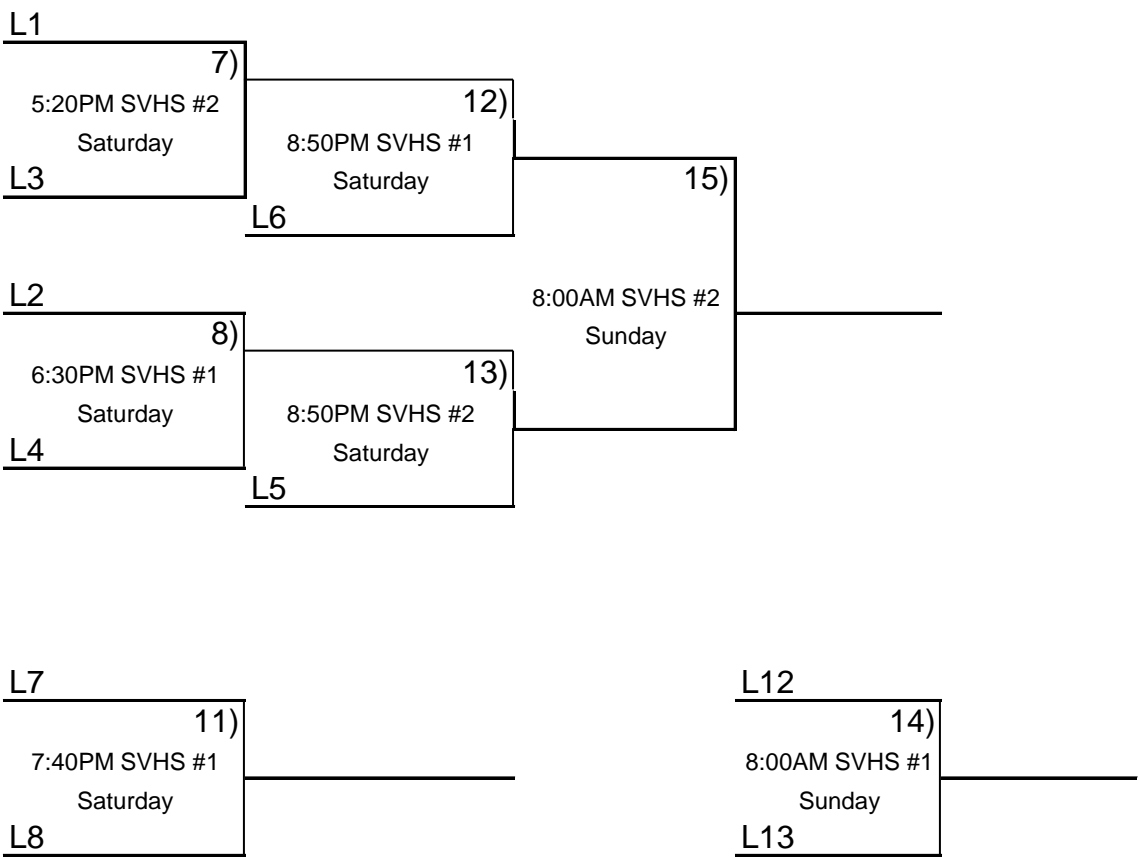 L1
7)
5:20PM SVHS #2
Saturday
L3
12)
8:50PM SVHS #1
Saturday
L6
15)
8:00AM SVHS #2
Sunday
L2
8)
6:30PM SVHS #1
Saturday
L4
13)
8:50PM SVHS #2
Saturday
L5
L7
11)
7:40PM SVHS #1
Saturday
L8
L12
14)
8:00AM SVHS #1
Sunday
L13